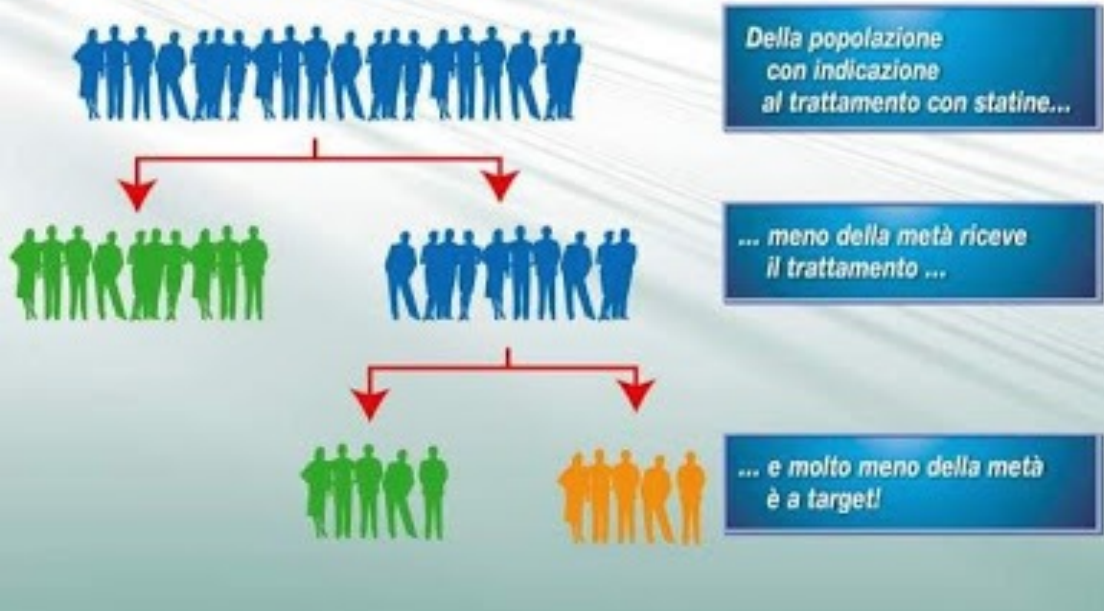 Della popolazione
con indicazione
al trattamento con statine...
... meno della metà riceve
il trattamento ...
... e molto meno della metà
è a target!